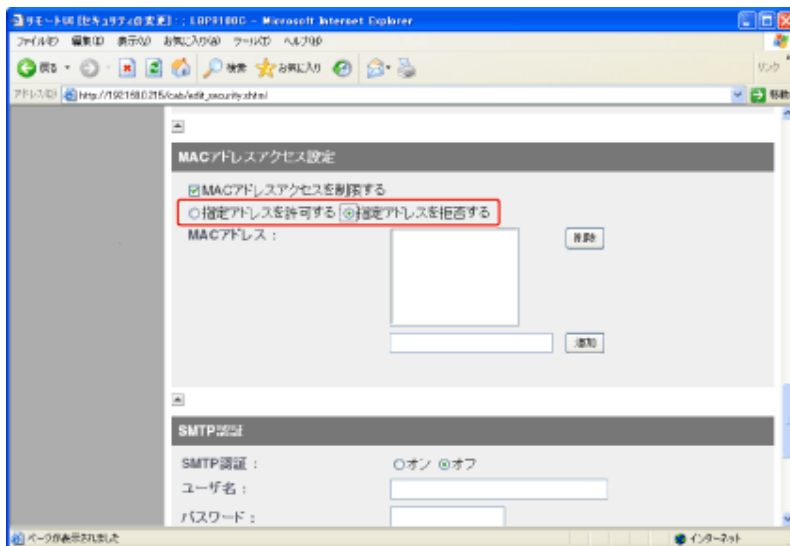 リモートUI [セキュリティの変更] : ; LBP9100C - Microsoft Internet Explorer
ファイル(F) 編集(E) 表示(V) お気に入り(A) ツール(T) ヘルプ(H)
戻る 検索 お気に入り リンク
アドレス(D) http://192.168.0.215/cab/edit_security.shtml 移動
MACアドレスアクセス設定
MACアドレスアクセスを制限する
指定アドレスを許可する 指定アドレスを拒否する
MACアドレス : 削除
追加
SMTP認証
SMTP認証 : オン オフ
ユーザ名 :
パスワード :
ページが表示されました インターネット